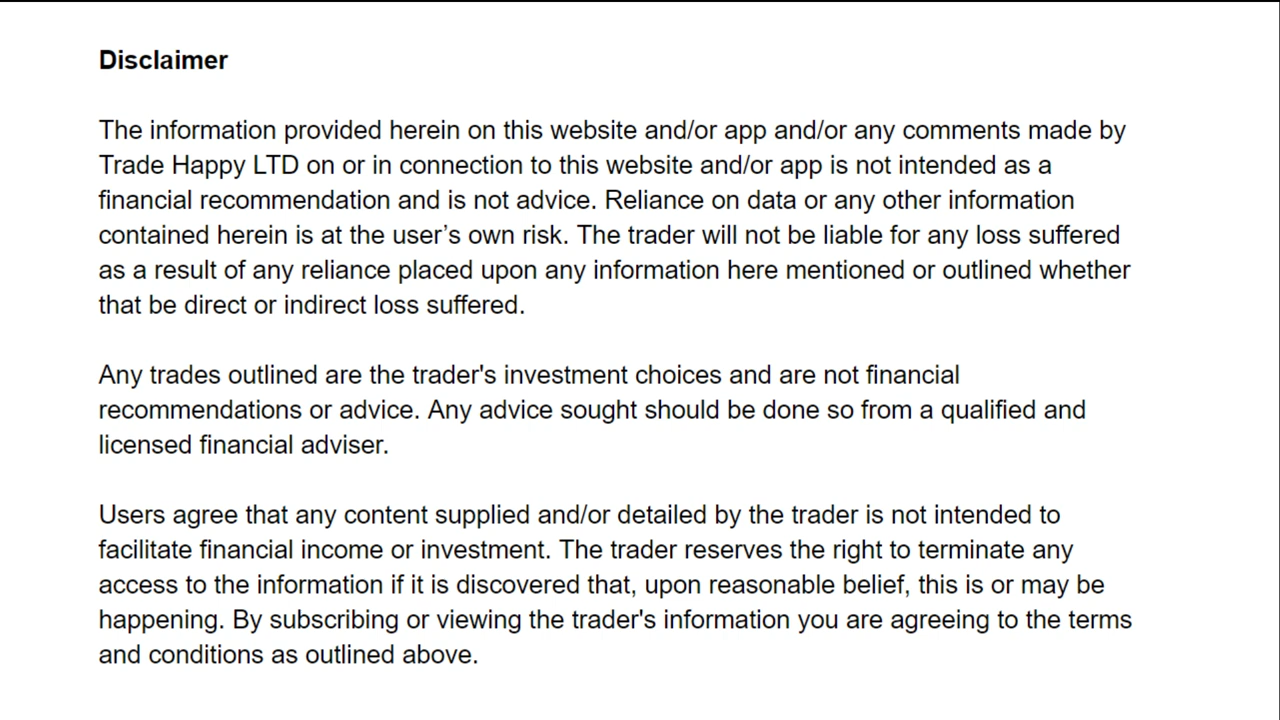 Disclaimer
The information provided herein on this website and/or app and/or any comments made by
Trade Happy LTD on or in connection to this website and/or app is not intended as a
financial recommendation and is not advice. Reliance on data or any other information
contained herein is at the user’s own risk. The trader will not be liable for any loss suffered
as a result of any reliance placed upon any information here mentioned or outlined whether
that be direct or indirect loss suffered.
Any trades outlined are the trader's investment choices and are not financial
recommendations or advice. Any advice sought should be done so from a qualified and
licensed financial adviser.
Users agree that any content supplied and/or detailed by the trader is not intended to
facilitate financial income or investment. The trader reserves the right to terminate any
access to the information if it is discovered that, upon reasonable belief, this is or may be
happening. By subscribing or viewing the trader's information you are agreeing to the terms
and conditions as outlined above.